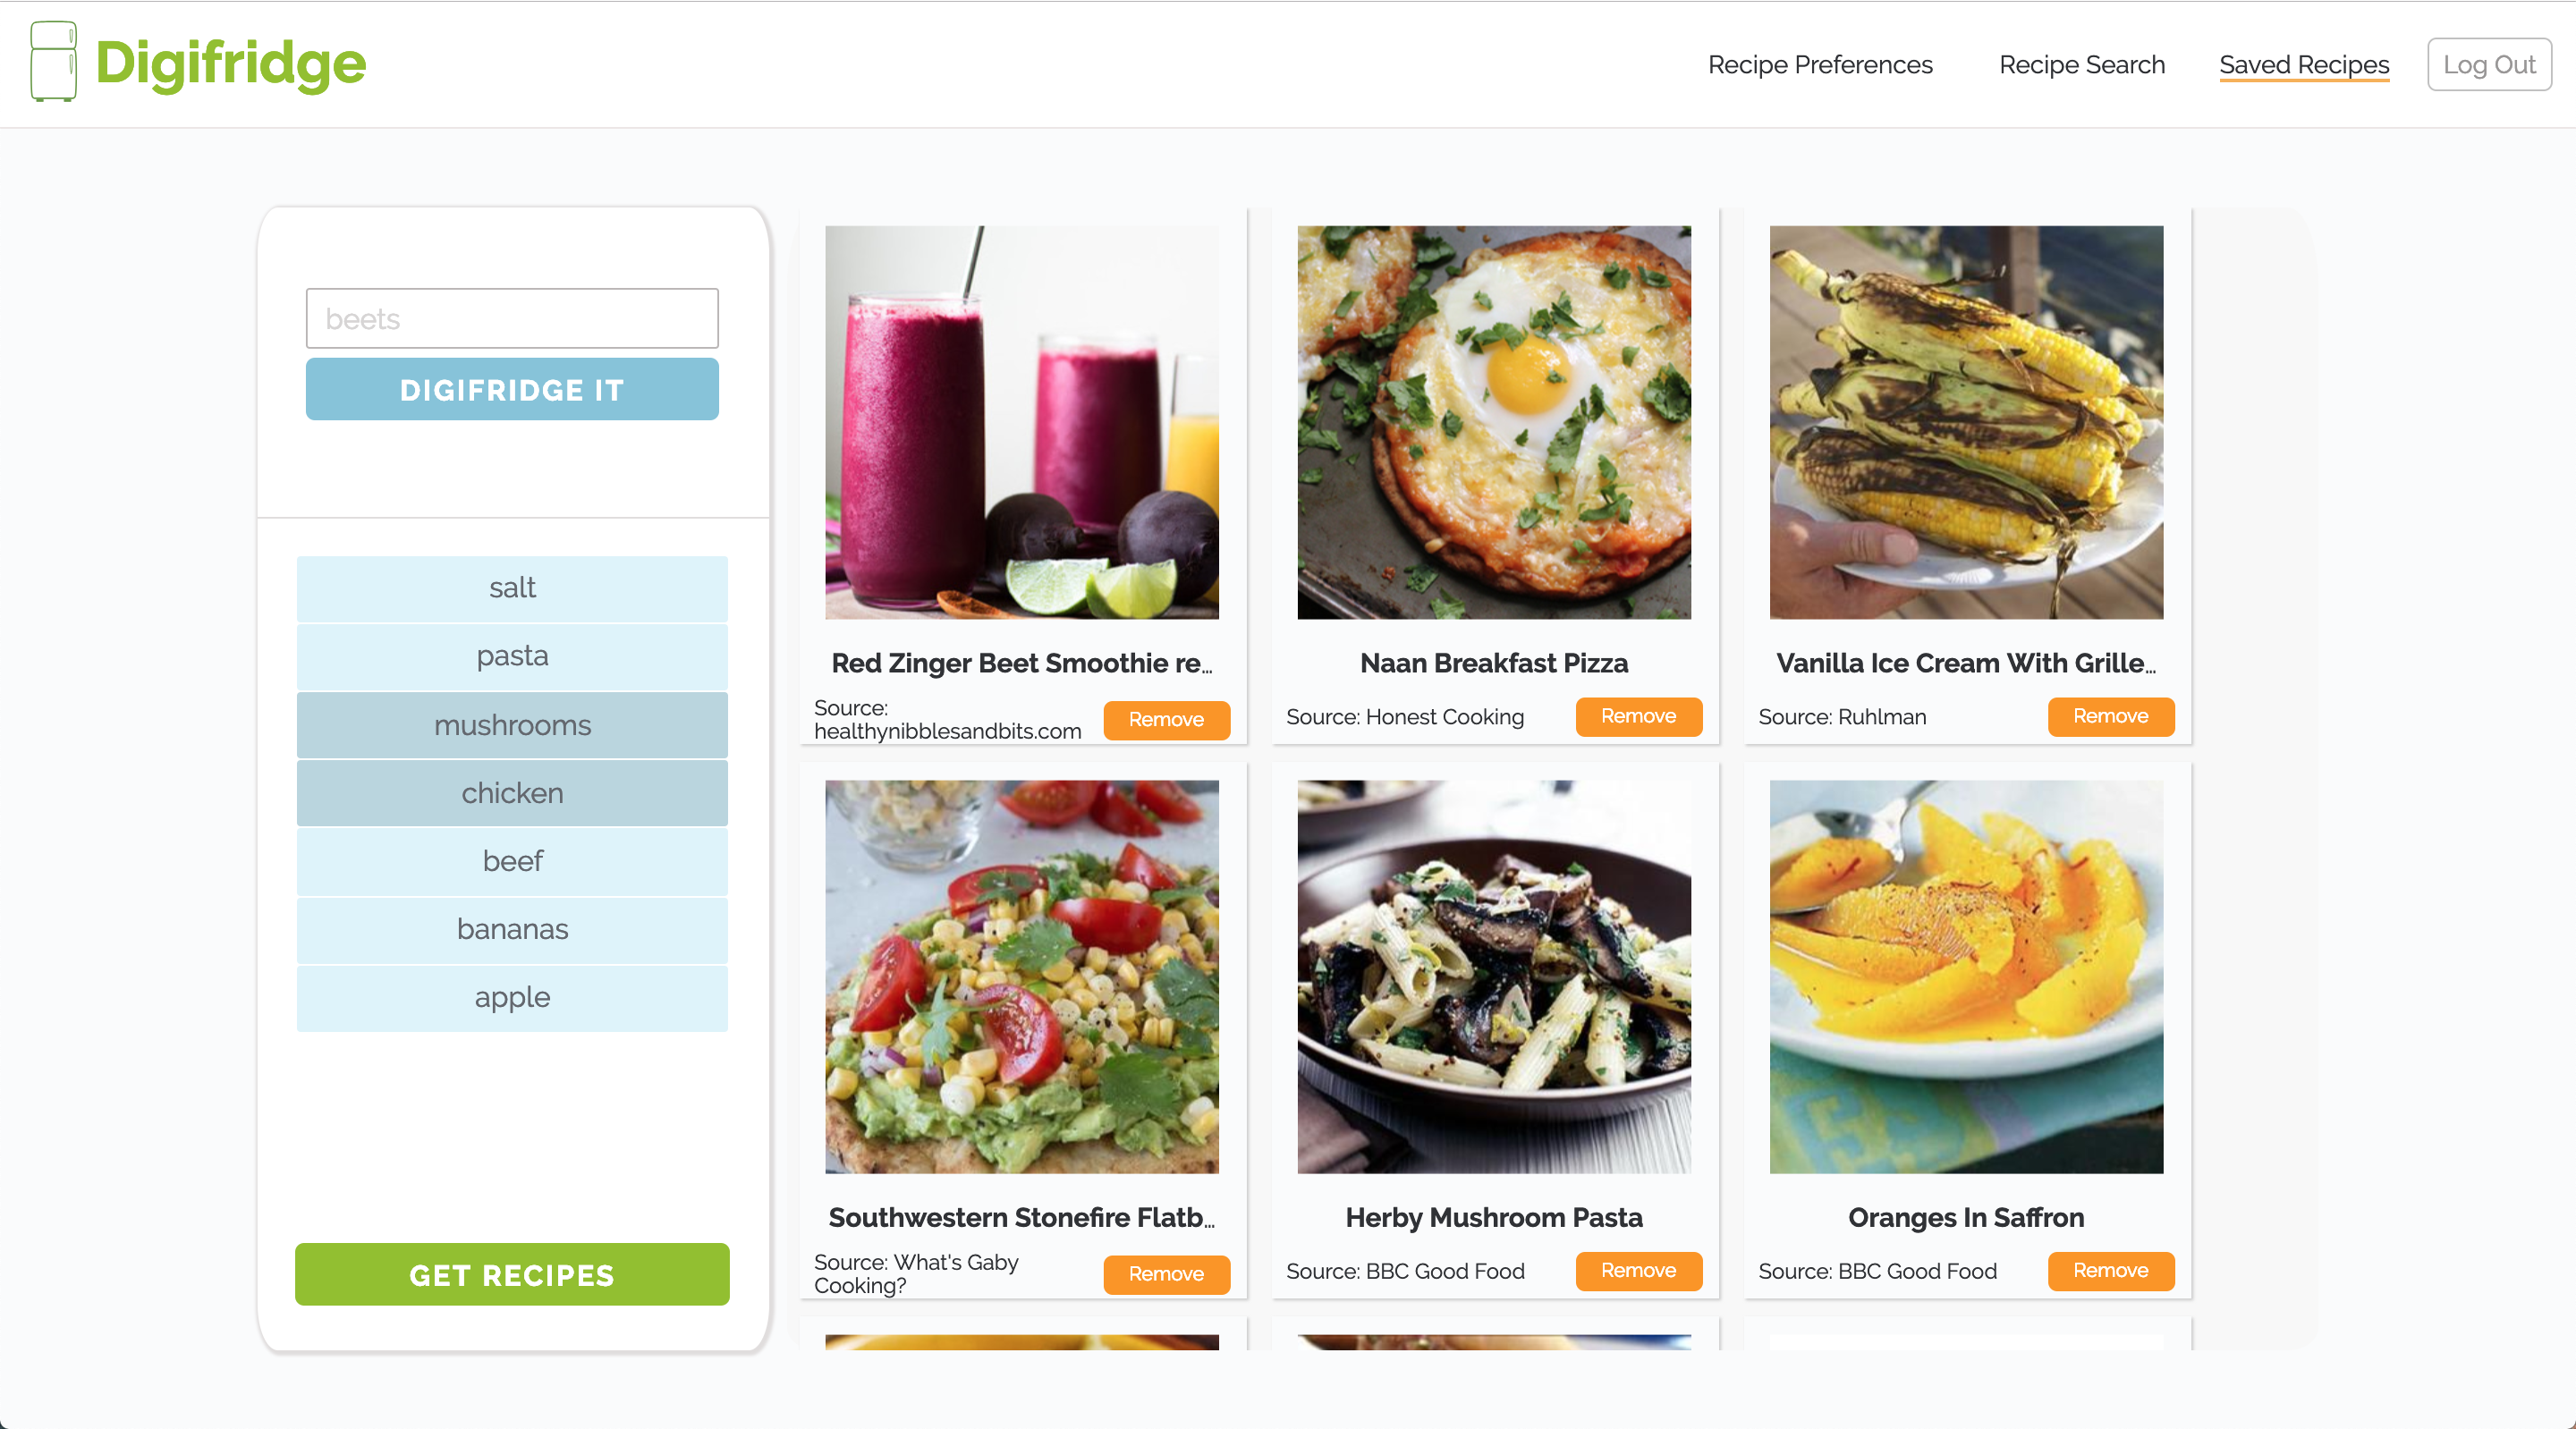 Digifridge
Recipe Preferences
Recipe Search
Saved Recipes
Log Out
beets
DIGIFRIDGE IT
salt
pasta
mushrooms
chicken
beef
bananas
apple
GET RECIPES
Red Zinger Beet Smoothie re...
Source:
healthynibblesandbits.com
Remove
Naan Breakfast Pizza
Source: Honest Cooking
Remove
Vanilla Ice Cream With Grille...
Source: Ruhlman
Remove
Southwestern Stonefire Flatb...
Source: What's Gaby
Cooking?
Remove
Herby Mushroom Pasta
Source: BBC Good Food
Remove
Oranges In Saffron
Source: BBC Good Food
Remove